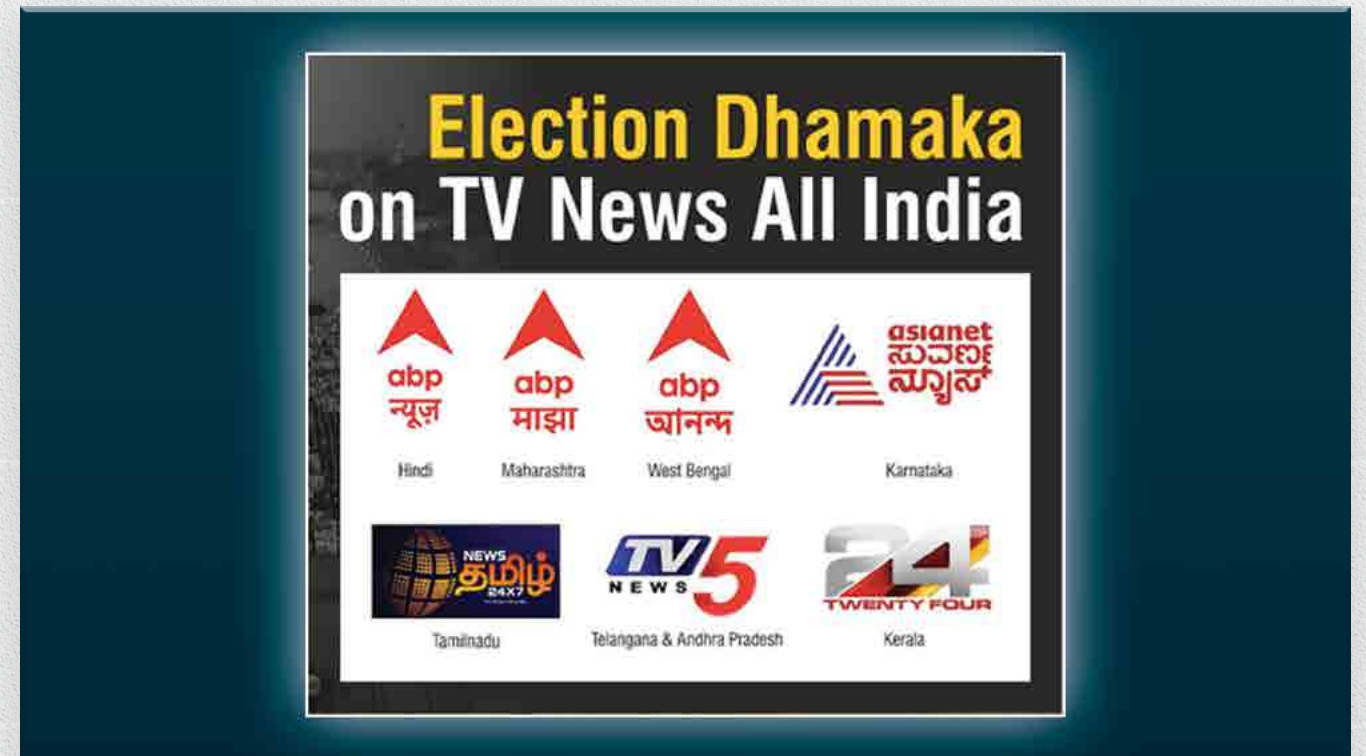 Election Dhamaka
on TV News All India
abp
न्यूज़
Hindi
abp
माझा
Maharashtra
abp
আনন্দ
West Bengal
asianet
ಸುವರ್ಣ
ನ್ಯೂಸ್
Karnataka
NEWS
தமிழ்
24X7
Tamilnadu
TV5
NEWS
Telangana & Andhra Pradesh
24
TWENTY FOUR
Kerala